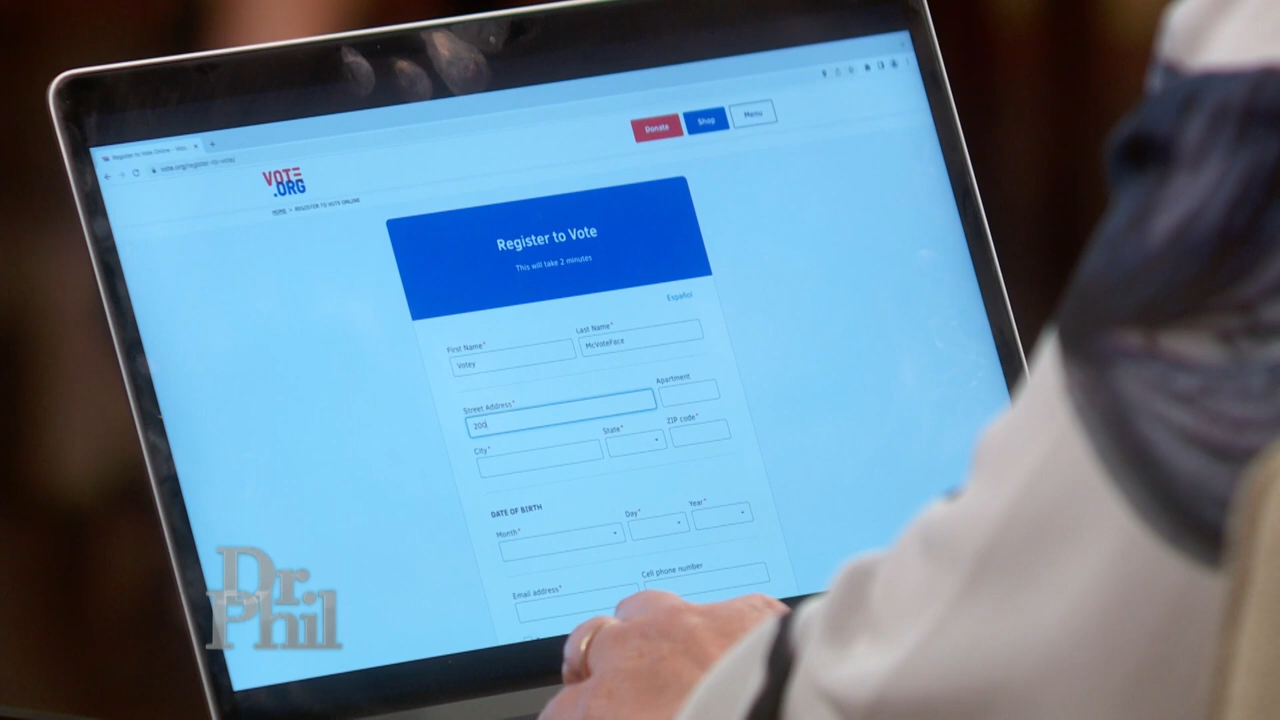 Register to Vote Online - Vote.
vote.org/register-to-vote/
Donate
Shop
Menu
VOTE
.ORG
HOME > REGISTER TO VOTE ONLINE
Register to Vote
This will take 2 minutes
Español
First Name*
Last Name*
Votey
McVoteFace
Street Address*
Apartment
200
City*
State*
ZIP code*
DATE OF BIRTH
Month*
Day*
Year*
Email address*
Cell phone number
Dr.
Phil